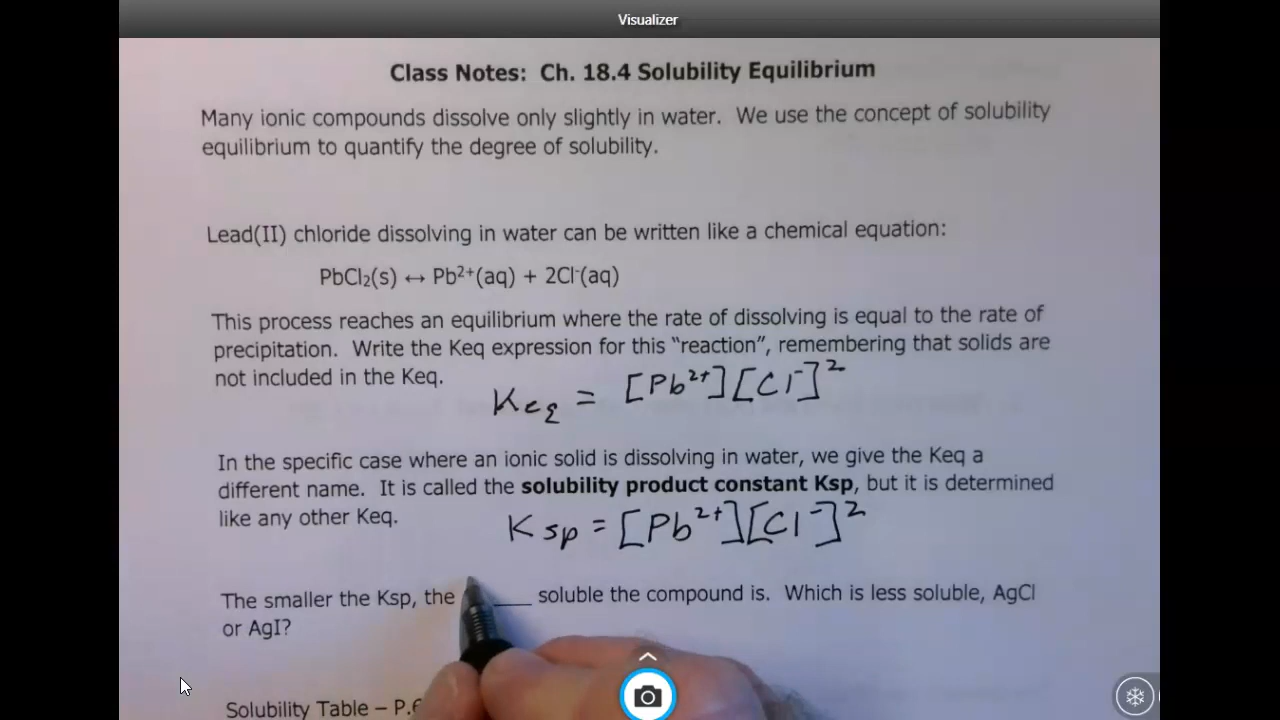 Visualizer
Class Notes: Ch. 18.4 Solubility Equilibrium
Many ionic compounds dissolve only slightly in water. We use the concept of solubility
equilibrium to quantify the degree of solubility.
Lead(II) chloride dissolving in water can be written like a chemical equation:
PbCl₂(s) ↔ Pb²⁺(aq) + 2Cl⁻(aq)
This process reaches an equilibrium where the rate of dissolving is equal to the rate of
precipitation. Write the Keq expression for this “reaction”, remembering that solids are
not included in the Keq.
Keq = [Pb²⁺][Cl⁻]²
In the specific case where an ionic solid is dissolving in water, we give the Keq a
different name. It is called the solubility product constant Ksp, but it is determined
like any other Keq.
Ksp = [Pb²⁺][Cl⁻]²
The smaller the Ksp, the ___ soluble the compound is. Which is less soluble, AgCl
or AgI?
Solubility Table – P.